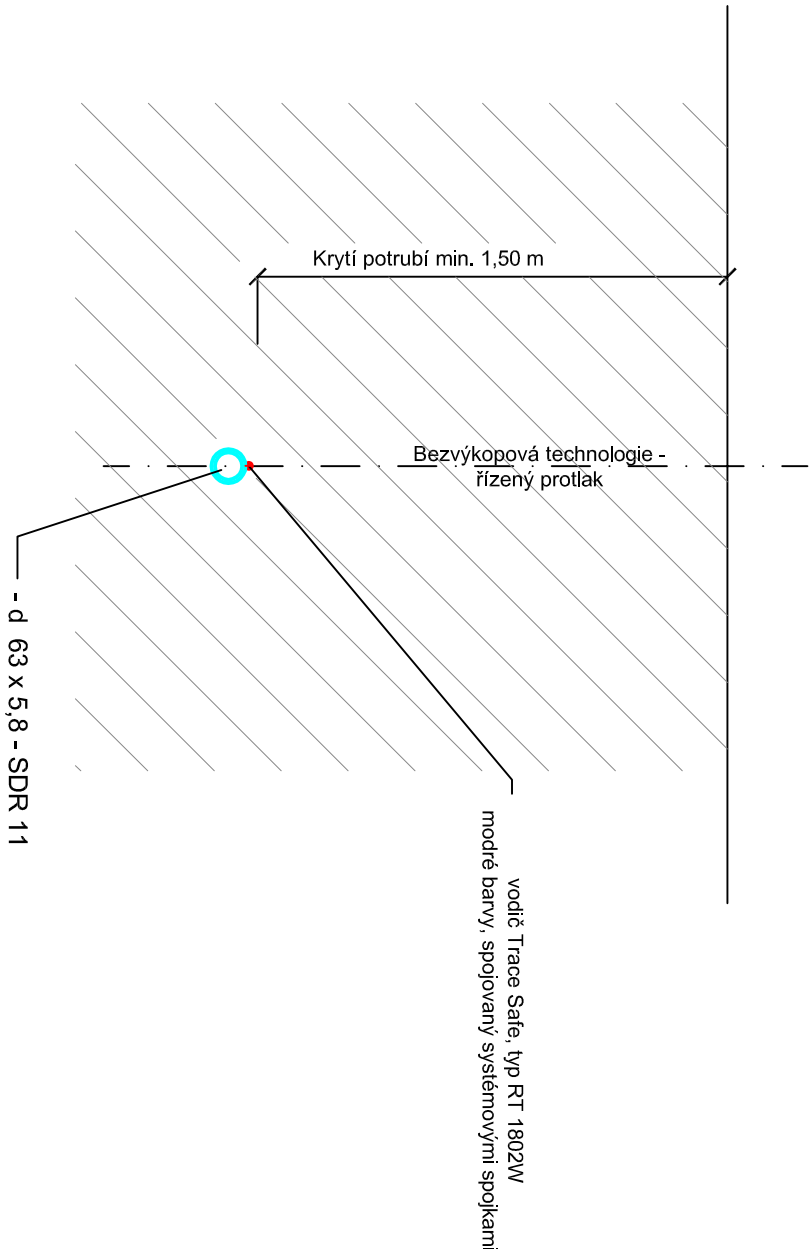 Krytí potrubí min. 1,50 m
Bezvýkopová technologie -
řízený protlak
- d 63 x 5,8 - SDR 11
vodič Trace Safe, typ RT 1802W
modré barvy, spojovaný systémovými spojkami